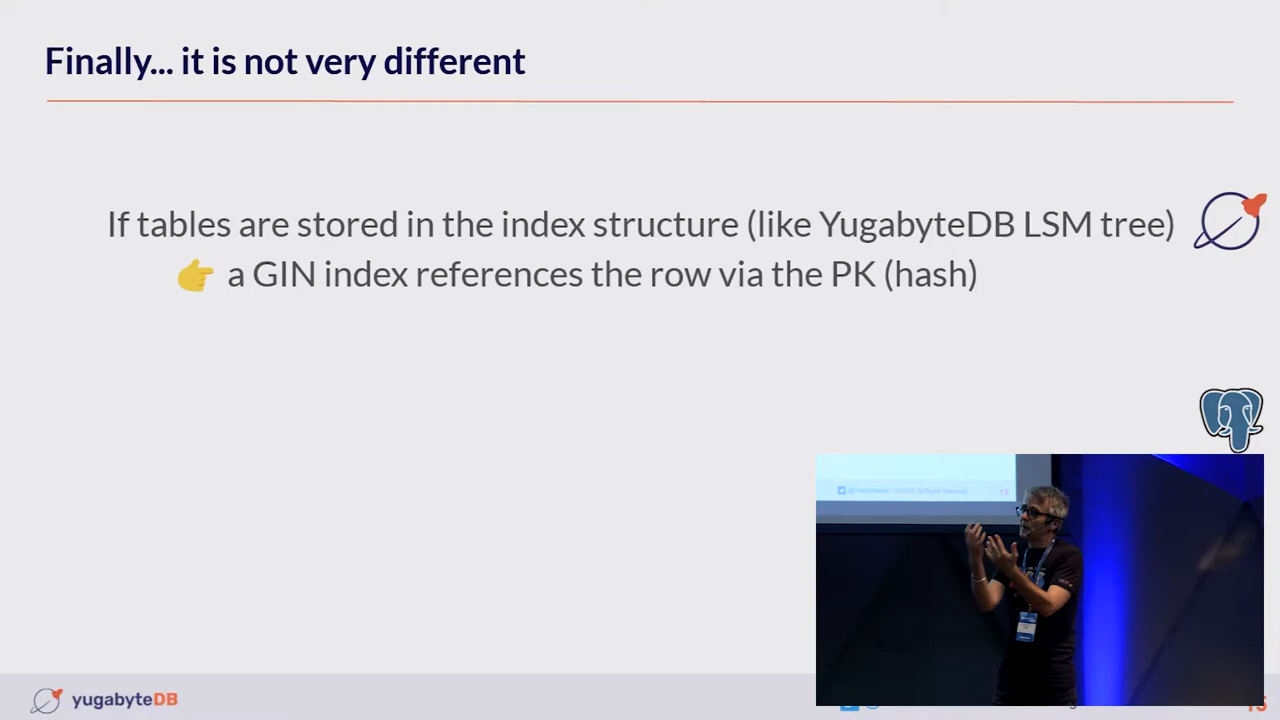 Finally... it is not very different
If tables are stored in the index structure (like YugabyteDB LSM tree)
👉 a GIN index references the row via the PK (hash)
yugabyteDB
15